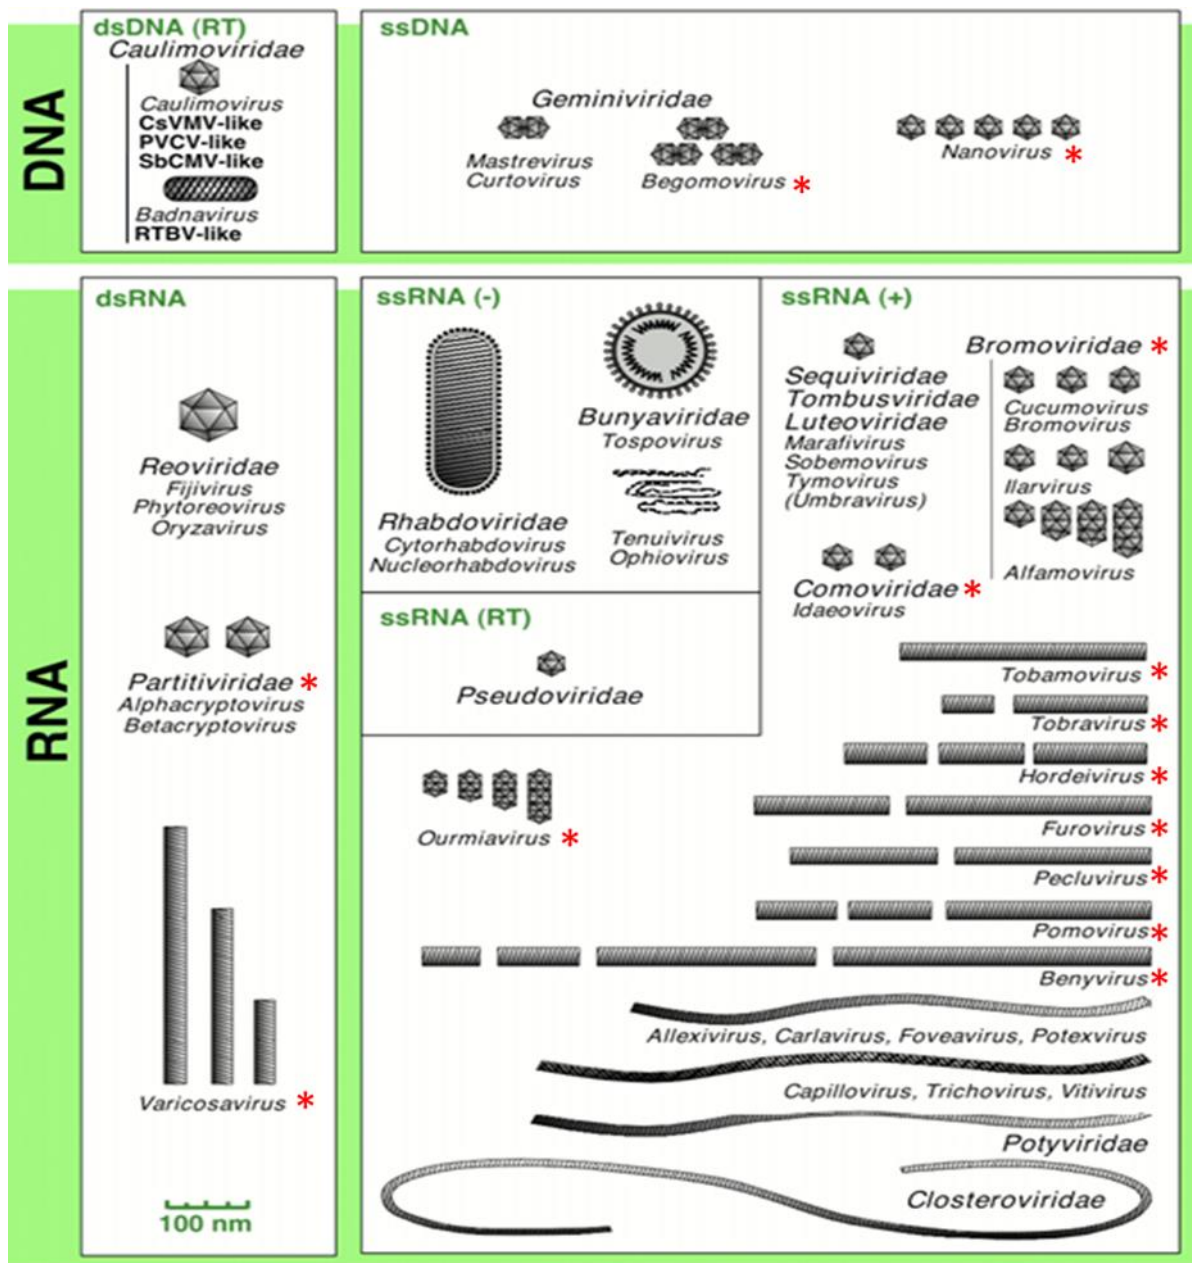 DNA
dsDNA (RT)
Caulimoviridae
Caulimovirus
CsVMV-like
PVCV-like
SbCMV-like
Badnavirus
RTBV-like
ssDNA
Geminiviridae
Mastrevirus
Curtovirus
Begomovirus *
Nanovirus *
RNA
dsRNA
Reoviridae
Fijivirus
Phytoreovirus
Oryzavirus
Partitiviridae *
Alphacryptovirus
Betacryptovirus
Varicosavirus *
100 nm
ssRNA (-)
Rhabdoviridae
Cytorhabdovirus
Nucleorhabdovirus
Bunyaviridae
Tospovirus
Tenuivirus
Ophiovirus
ssRNA (RT)
Pseudoviridae
ssRNA (+)
Sequiviridae
Tombusviridae
Luteoviridae
Marafivirus
Sobemovirus
Tymovirus
(Umbravirus)
Comoviridae *
Idaeovirus
Bromoviridae *
Cucumovirus
Bromovirus
Ilarvirus
Alfamovirus
Tobamovirus *
Tobravirus *
Hordeivirus *
Furovirus *
Pecluvirus *
Pomovirus *
Benyvirus *
Ourmiavirus *
Allexivirus, Carlavirus, Foveavirus, Potexvirus
Capillovirus, Trichovirus, Vitivirus
Potyviridae
Closteroviridae